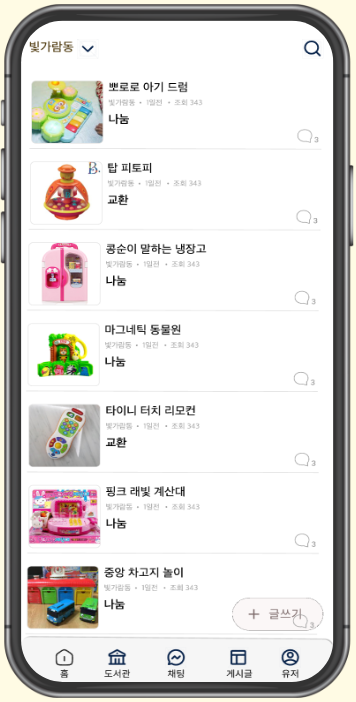 빛가람동
뽀로로 아기 드럼
빛가람동 • 1일전 • 조회 343
나눔
3
B.
탑 피토피
빛가람동 • 1일전 • 조회 343
교환
3
콩순이 말하는 냉장고
빛가람동 • 1일전 • 조회 343
나눔
3
마그네틱 동물원
빛가람동 • 1일전 • 조회 343
나눔
3
타이니 터치 리모컨
빛가람동 • 1일전 • 조회 343
교환
3
핑크 래빛 계산대
빛가람동 • 1일전 • 조회 343
나눔
3
중앙 차고지 놀이
빛가람동 • 1일전 • 조회 343
나눔
+ 글쓰기
3
홈 도서관 채팅 게시글 유저